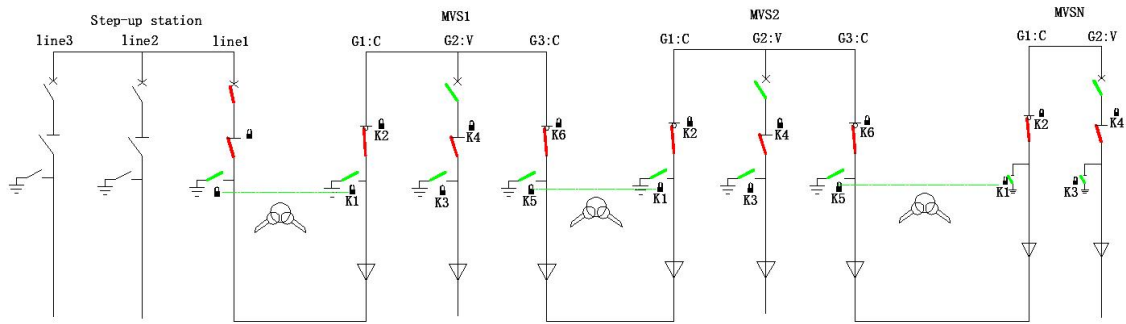 Step-up station
MVS1
MVS2
MVSN
line3
line2
line1
G1:C
G2:V
G3:C
G1:C
G2:V
G3:C
G1:C
G2:V
K2
K4
K6
K2
K4
K6
K2
K4
K1
K3
K5
K1
K3
K5
K1
K3